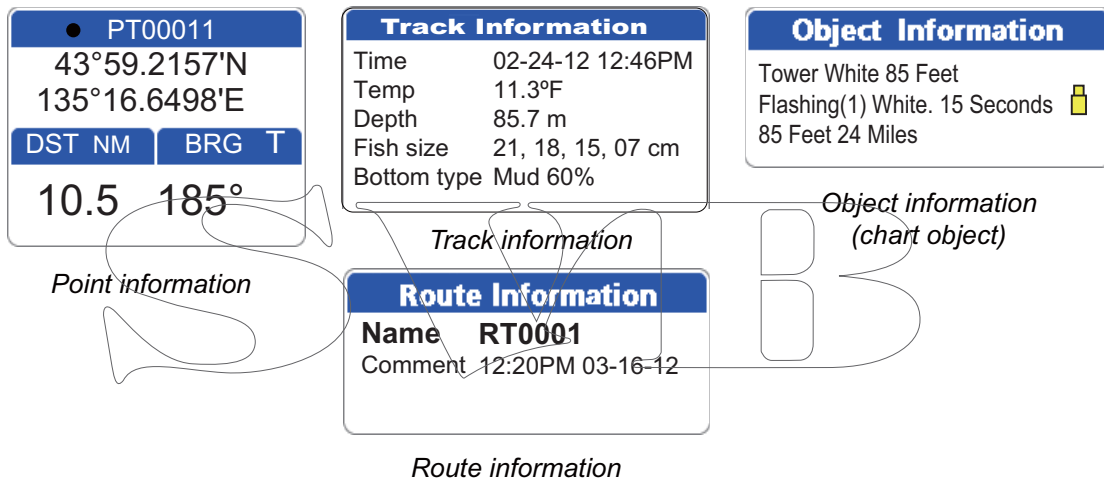 PT00011
43°59.2157'N
135°16.6498'E
DST NM BRG T
10.5 185°
Point information
Track Information
Time 02-24-12 12:46PM
Temp 11.3ºF
Depth 85.7 m
Fish size 21, 18, 15, 07 cm
Bottom type Mud 60%
Track information
Object Information
Tower White 85 Feet
Flashing(1) White. 15 Seconds
85 Feet 24 Miles
Object information
(chart object)
Route Information
Name RT0001
Comment 12:20PM 03-16-12
Route information